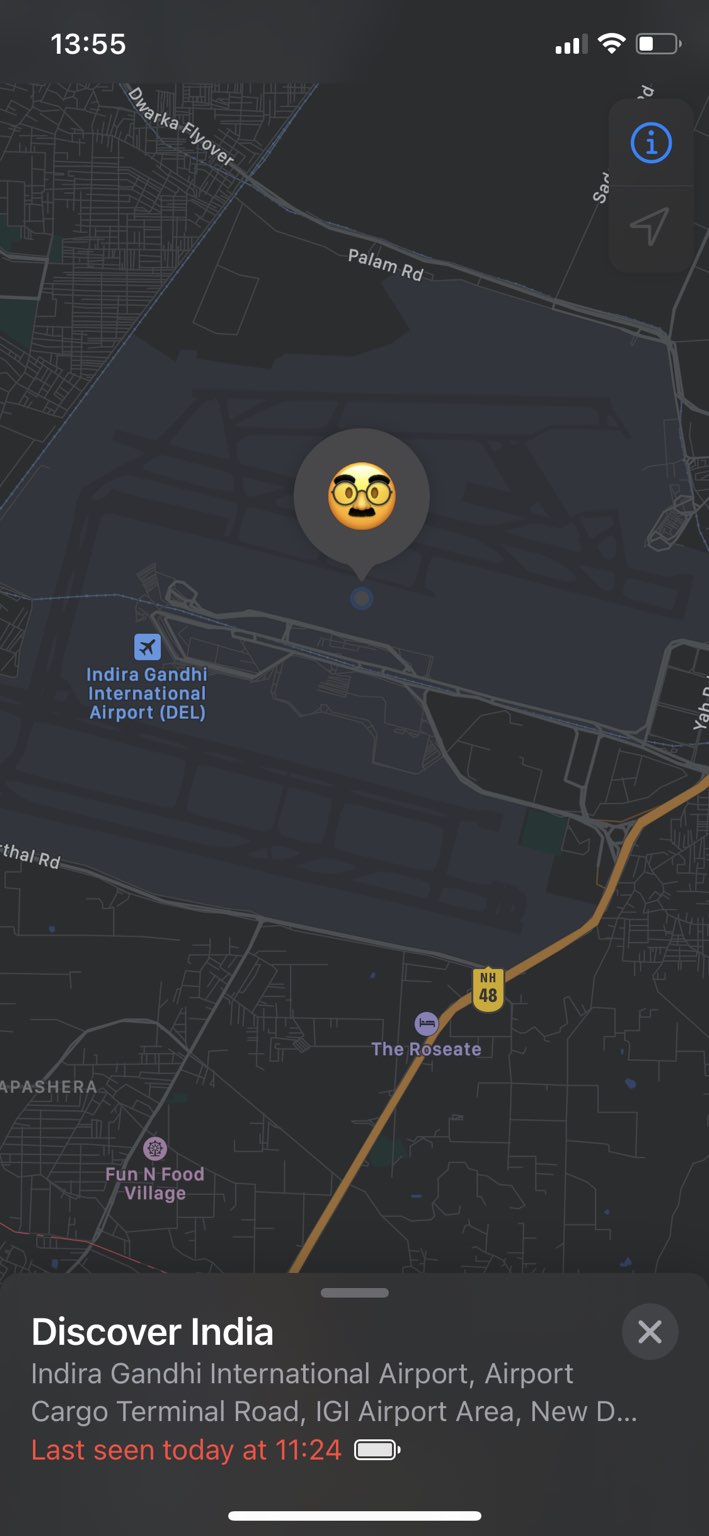 13:55
Dwarka Flyover
Palam Rd
Indira Gandhi
International
Airport (DEL)
rthal Rd
NH
48
The Roseate
APASHERA
Fun N Food
Village
Discover India
Indira Gandhi International Airport, Airport
Cargo Terminal Road, IGI Airport Area, New D...
Last seen today at 11:24